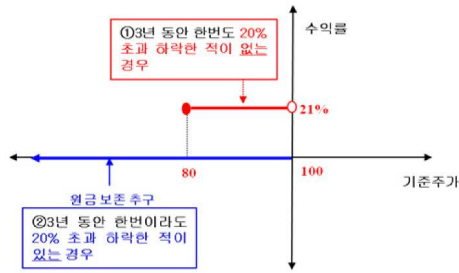 수익률
①3년 동안 한번도 20%
초과 하락한 적이 없는
경우
21%
80
100
기준주가
원금 보존 추구
②3년 동안 한번이라도
20% 초과 하락한 적이
있는 경우